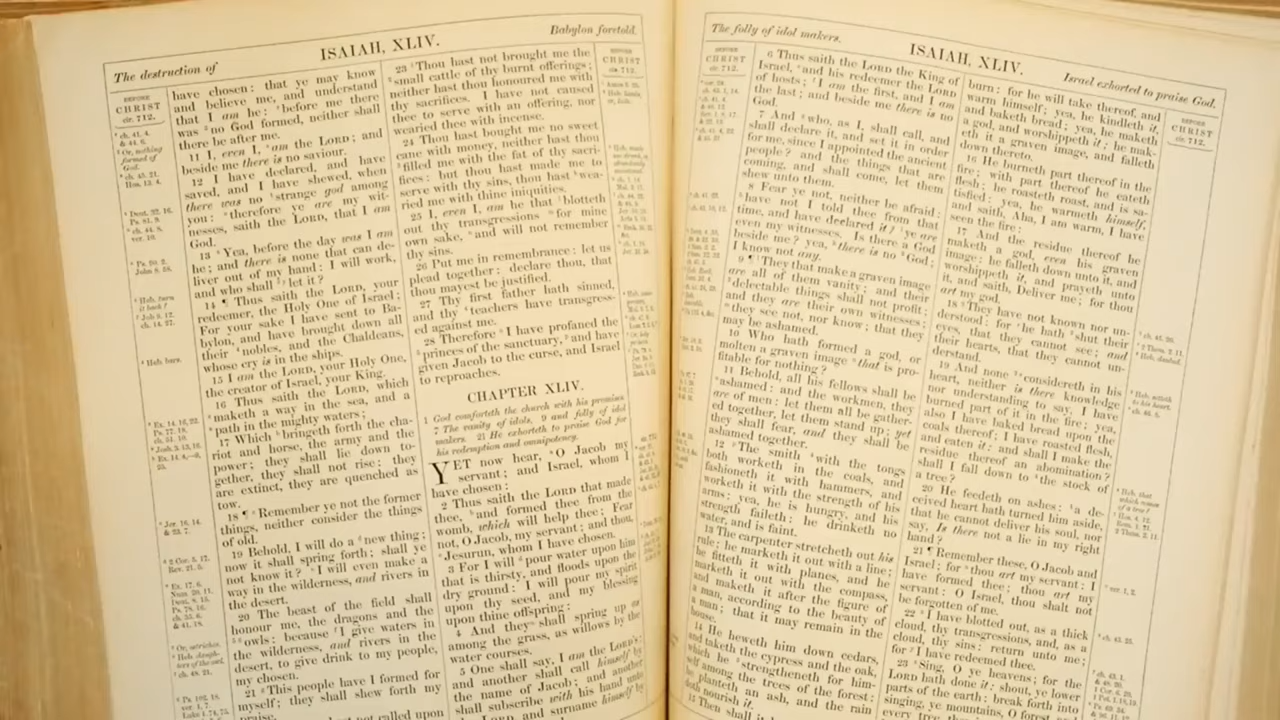 The destruction of
ISAIAH, XLIV.
Babylon foretold.
BEFORE
CHRIST
cir. 712.
have chosen: that ye may know
and believe me, and understand
that I am he: before me there
was no God formed, neither shall
there be after me.
11 I, even I, am the LORD; and
beside me there is no saviour.
12 I have declared, and have
saved, and I have shewed, when
there was no strange god among
you: therefore ye are my wit-
nesses, saith the LORD, that I am
God.
13 Yea, before the day was I am
he; and there is none that can de-
liver out of my hand: I will work,
and who shall let it?
14 ¶ Thus saith the LORD, your
redeemer, the Holy One of Israel;
For your sake I have sent to Ba-
bylon, and have brought down all
their nobles, and the Chaldeans,
whose cry is in the ships.
15 I am the LORD, your Holy One,
the creator of Israel, your King.
16 Thus saith the LORD, which
maketh a way in the sea, and a
path in the mighty waters;
17 Which bringeth forth the cha-
riot and horse, the army and the
power; they shall lie down to-
gether, they shall not rise: they
are extinct, they are quenched as
tow.
18 ¶ Remember ye not the former
things, neither consider the things
of old.
19 Behold, I will do a new thing;
now it shall spring forth; shall ye
not know it? I will even make a
way in the wilderness, and rivers in
the desert.
20 The beast of the field shall
honour me, the dragons and the
owls: because I give waters in
the wilderness, and rivers in the
desert, to give drink to my people,
my chosen.
21 This people have I formed for
myself; they shall shew forth my
praise.
not called upon
23 Thou hast not brought me the
small cattle of thy burnt offerings;
neither hast thou honoured me with
thy sacrifices. I have not caused
thee to serve with an offering, nor
wearied thee with incense.
24 Thou hast bought me no sweet
cane with money, neither hast thou
filled me with the fat of thy sacri-
fices: but thou hast made me to
serve with thy sins, thou hast wea-
ried me with thine iniquities.
25 I, even I, am he that blotteth
out thy transgressions for mine
own sake, and will not remember
thy sins.
26 Put me in remembrance: let us
plead together: declare thou, that
thou mayest be justified.
27 Thy first father hath sinned,
and thy teachers have transgress-
ed against me.
28 Therefore I have profaned the
princes of the sanctuary, and have
given Jacob to the curse, and Israel
to reproaches.
CHAPTER XLIV.
1 God comforteth the church with his promises
7 The vanity of idols, 9 and folly of idol
makers. 21 He exhorteth to praise God for
his redemption and omnipotency.
YET now hear, O Jacob my
servant; and Israel, whom I
have chosen:
2 Thus saith the LORD that made
thee, and formed thee from the
womb, which will help thee; Fear
not, O Jacob, my servant; and thou,
Jesurun, whom I have chosen.
3 For I will pour water upon him
that is thirsty, and floods upon the
dry ground: I will pour my spirit
upon thy seed, and my blessing
upon thine offspring:
4 And they shall spring up as
among the grass, as willows by the
water courses.
5 One shall say, I am the LORD'S;
and another shall call himself by
the name of Jacob; and another
shall subscribe with his hand unto
the LORD, and surname himself by
The folly of idol makers.
ISAIAH, XLIV.
Israel exhorted to praise God.
BEFORE
CHRIST
cir. 712.
6 Thus saith the LORD the King of
Israel, and his redeemer the LORD
of hosts; I am the first, and I am
the last; and beside me there is no
God.
7 And who, as I, shall call, and
shall declare it, and set it in order
for me, since I appointed the ancient
people? and the things that are
coming, and shall come, let them
shew unto them.
8 Fear ye not, neither be afraid:
have not I told thee from that
time, and have declared it? ye are
even my witnesses. Is there a God
beside me? yea, there is no God;
I know not any.
9 ¶ They that make a graven image
are all of them vanity; and their
delectable things shall not profit;
and they are their own witnesses;
they see not, nor know; that they
may be ashamed.
10 Who hath formed a god, or
molten a graven image that is pro-
fitable for nothing?
11 Behold, all his fellows shall be
ashamed: and the workmen, they
are of men: let them all be gather-
ed together, let them stand up; yet
they shall fear, and they shall be
ashamed together.
12 The smith with the tongs
both worketh in the coals, and
fashioneth it with hammers, and
worketh it with the strength of his
arms: yea, he is hungry, and his
strength faileth: he drinketh no
water, and is faint.
13 The carpenter stretcheth out his
rule; he marketh it out with a line;
he fitteth it with planes, and he
marketh it out with the compass,
and maketh it after the figure of
a man, according to the beauty of
a man; that it may remain in the
house.
14 He heweth him down cedars,
and taketh the cypress and the oak,
which he strengtheneth for him-
self among the trees of the forest:
he planteth an ash, and the rain
doth nourish it.
15 Then shall it
burn: for he will take thereof, and
warm himself; yea, he kindleth it,
and baketh bread; yea, he maketh
a god, and worshippeth it; he mak-
eth it a graven image, and falleth
down thereto.
16 He burneth part thereof in the
fire; with part thereof he eateth
flesh; he roasteth roast, and is sa-
tisfied: yea, he warmeth himself,
and saith, Aha, I am warm, I have
seen the fire:
17 And the residue thereof he
maketh a god, even his graven
image: he falleth down unto it, and
worshippeth it, and prayeth unto
it, and saith, Deliver me; for thou
art my god.
18 They have not known nor un-
derstood: for he hath shut their
eyes, that they cannot see; and
their hearts, that they cannot un-
derstand.
19 And none considereth in his
heart, neither is there knowledge
nor understanding to say, I have
burned part of it in the fire; yea,
also I have baked bread upon the
coals thereof; I have roasted flesh,
and eaten it: and shall I make the
residue thereof an abomination?
shall I fall down to the stock of
a tree?
20 He feedeth on ashes: a de-
ceived heart hath turned him aside,
that he cannot deliver his soul, nor
say, Is there not a lie in my right
hand?
21 ¶ Remember these, O Jacob and
Israel; for thou art my servant: I
have formed thee; thou art my
servant: O Israel, thou shalt not
be forgotten of me.
22 I have blotted out, as a thick
cloud, thy transgressions, and, as a
cloud, thy sins: return unto me;
for I have redeemed thee.
23 Sing, O ye heavens; for the
LORD hath done it: shout, ye lower
parts of the earth: break forth into
singing, ye mountains, O forest, and
every tree